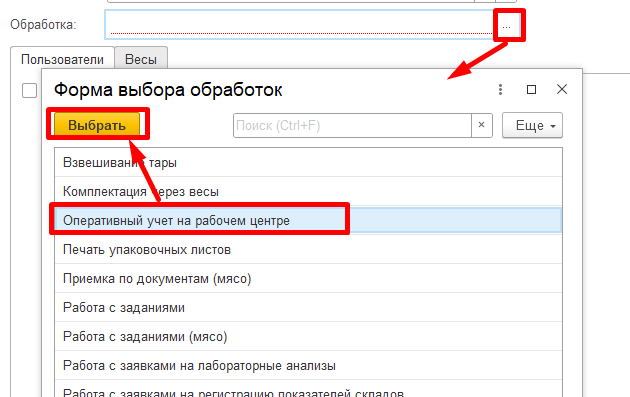 Обработка:
...
Пользователи
Весы
Форма выбора обработок
Выбрать
Поиск (Ctrl+F)
×
Еще
Взвешивание тары
Комплектация через весы
Оперативный учет на рабочем центре
Печать упаковочных листов
Приемка по документам (мясо)
Работа с заданиями
Работа с заданиями (мясо)
Работа с заявками на лабораторные анализы
Работа с заявками на регистрацию показателей складов